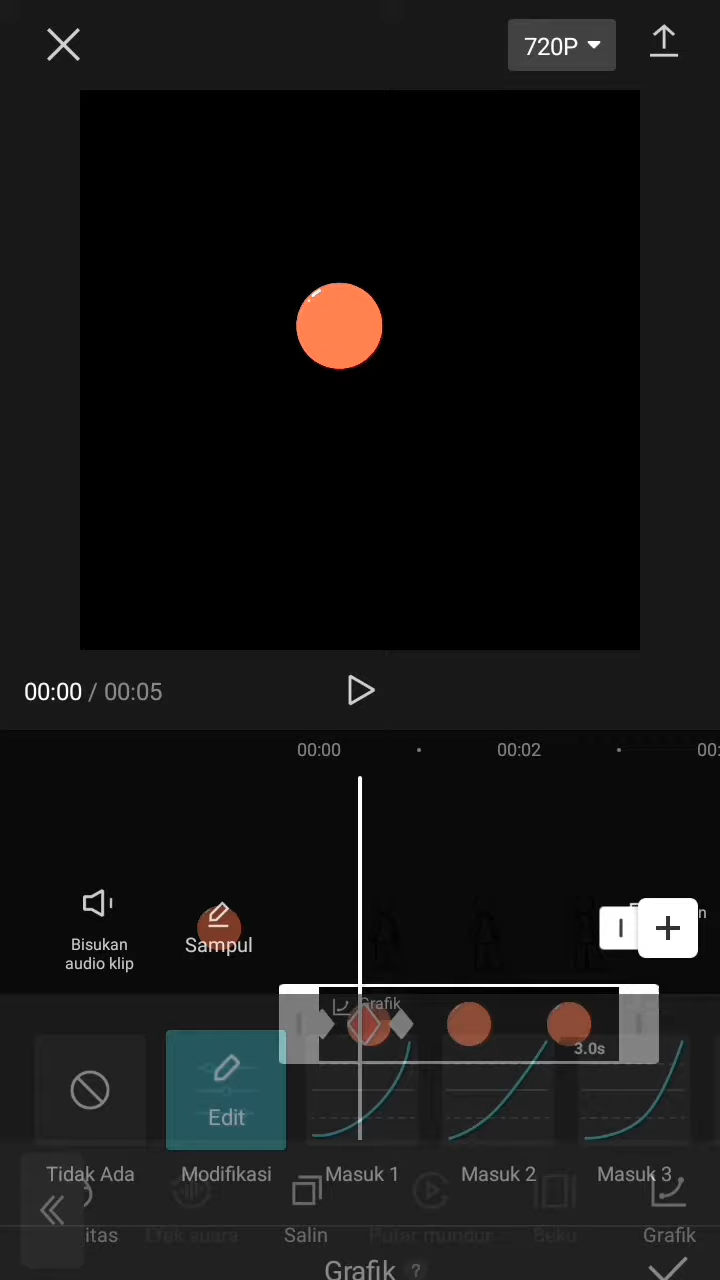 720P
00:00 / 00:05
00:00
00:02
00:
Bisukan
audio klip
Sampul
n
Grafik
3.0s
Edit
Tidak Ada
Modifikasi
Masuk 1
Masuk 2
Masuk 3
itas
Efek suara
Salin
Putar mundur
Beku
Grafik
Grafik ?